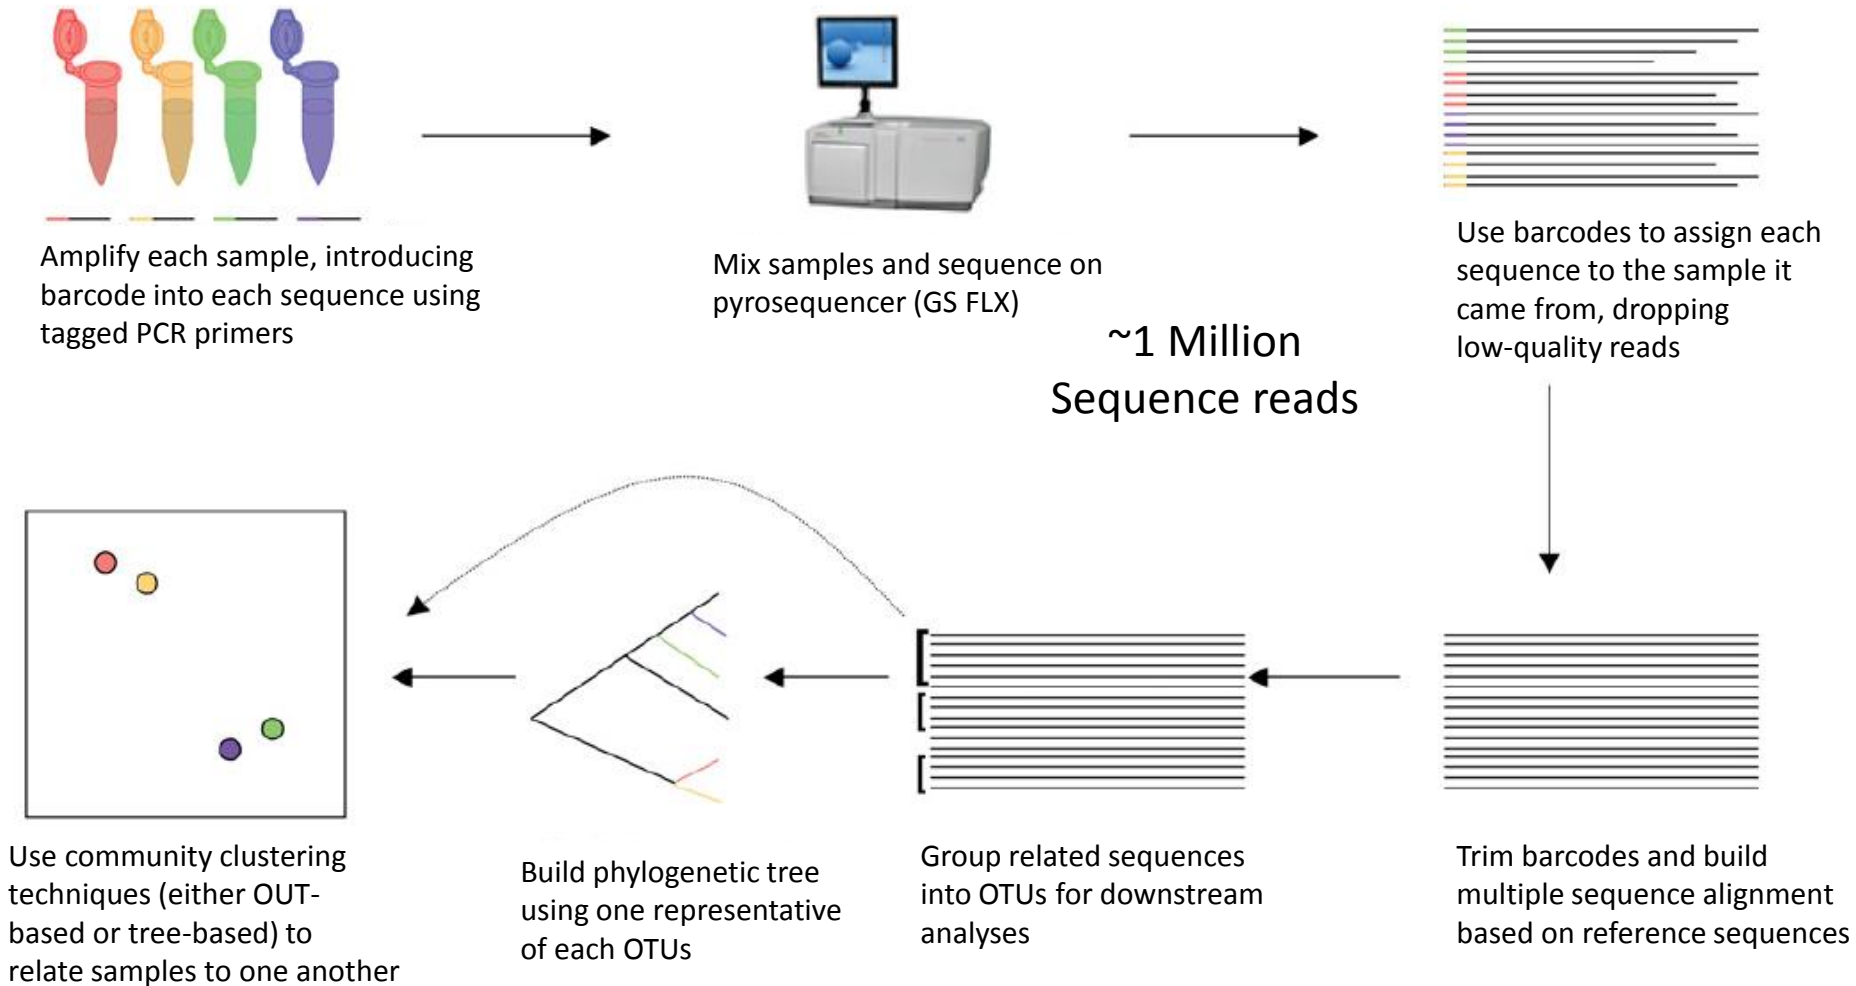 Amplify each sample, introducing
barcode into each sequence using
tagged PCR primers
Mix samples and sequence on
pyrosequencer (GS FLX)
~1 Million
Sequence reads
Use barcodes to assign each
sequence to the sample it
came from, dropping
low-quality reads
Trim barcodes and build
multiple sequence alignment
based on reference sequences
Group related sequences
into OTUs for downstream
analyses
Build phylogenetic tree
using one representative
of each OTUs
Use community clustering
techniques (either OUT-
based or tree-based) to
relate samples to one another